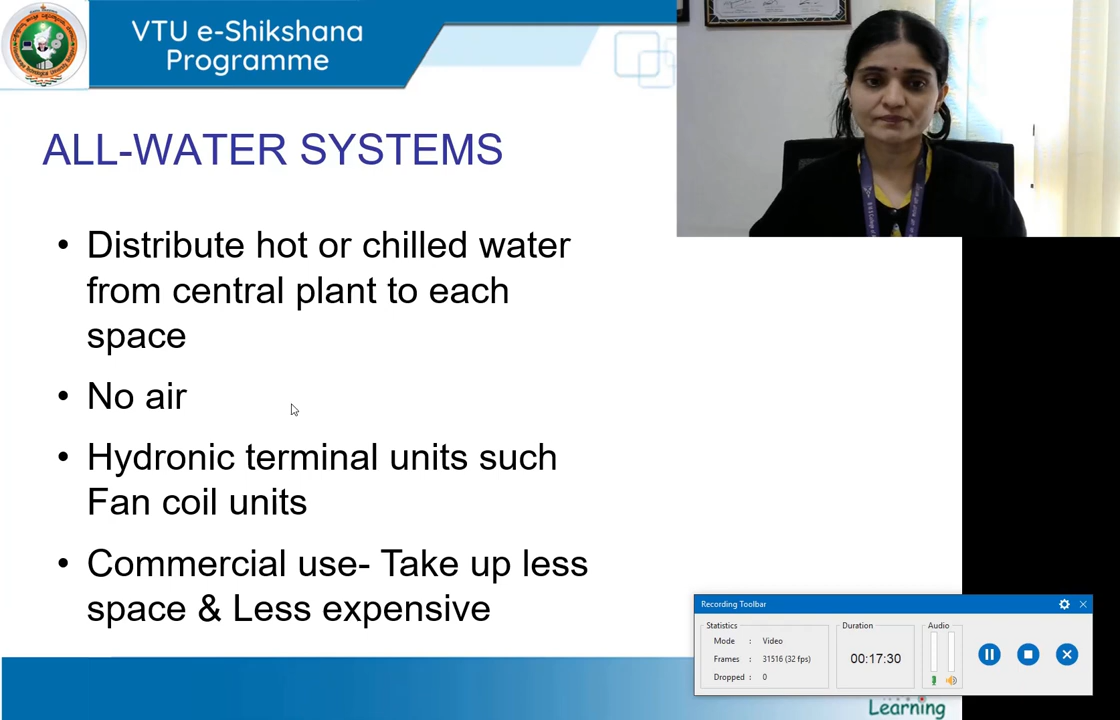 VTU e-Shikshana
Programme
ALL-WATER SYSTEMS
• Distribute hot or chilled water
from central plant to each
space
• No air
• Hydronic terminal units such
Fan coil units
• Commercial use- Take up less
space & Less expensive
Recording Toolbar
Statistics
Mode : Video
Frames : 31516 (32 fps)
Dropped : 0
Duration
00:17:30
Audio
Learning